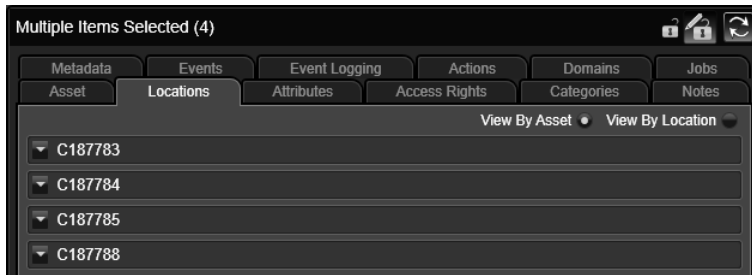 Multiple Items Selected (4)
Metadata Events Event Logging Actions Domains Jobs
Asset Locations Attributes Access Rights Categories Notes
View By Asset View By Location
C187783
C187784
C187785
C187788